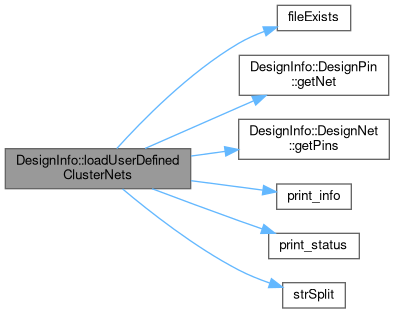 fileExists
DesignInfo::DesignPin
::getNet
DesignInfo::loadUserDefined
ClusterNets
DesignInfo::DesignNet
::getPins
print_info
print_status
strSplit